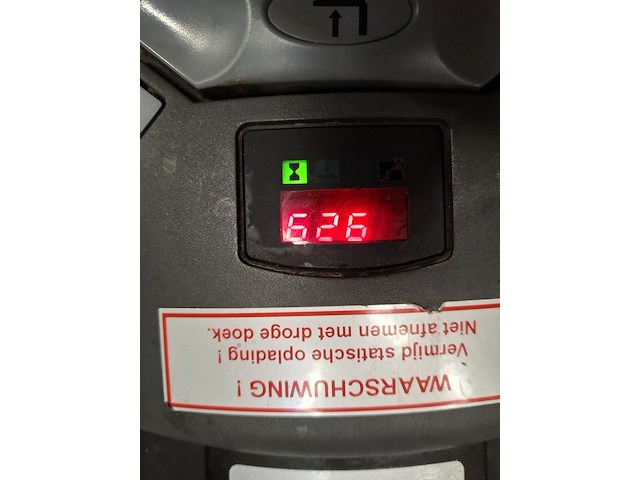 626
WAARSCHUWING !
Vermijd statische oplading !
Niet afnemen met droge doek.